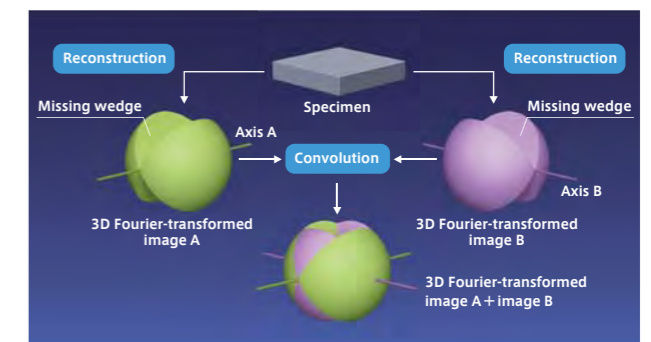 Reconstruction
Reconstruction
Specimen
Missing wedge
Missing wedge
Axis A
Convolution
Axis B
3D Fourier-transformed
image A
3D Fourier-transformed
image B
3D Fourier-transformed
image A+image B